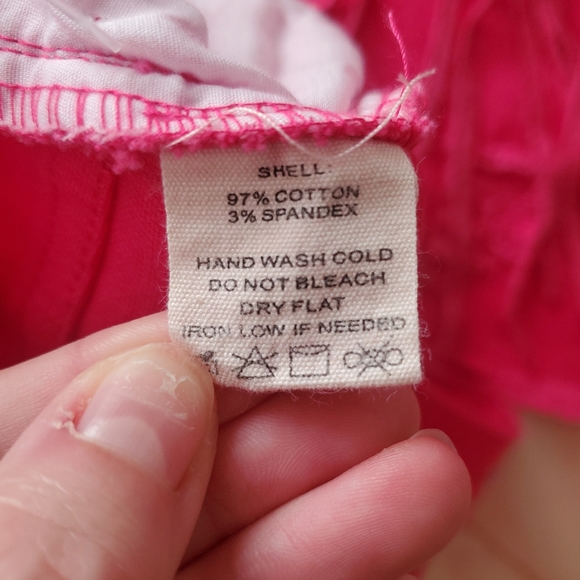 SHELL:
97% COTTON
3% SPANDEX
HAND WASH COLD
DO NOT BLEACH
DRY FLAT
IRON LOW IF NEEDED